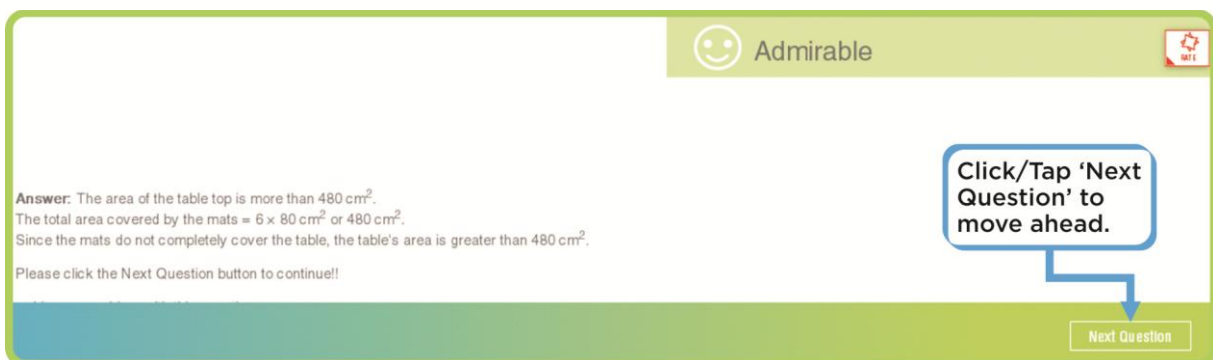 Admirable
RATE
Click/Tap ‘Next
Question’ to
move ahead.
Answer: The area of the table top is more than 480 cm².
The total area covered by the mats = 6 × 80 cm² or 480 cm².
Since the mats do not completely cover the table, the table's area is greater than 480 cm².
Please click the Next Question button to continue!!
Next Question